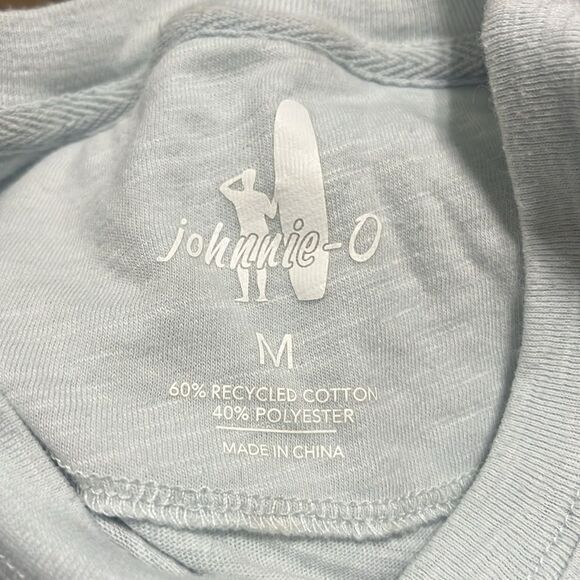 johnnie-O
M
60% RECYCLED COTTON
40% POLYESTER
MADE IN CHINA